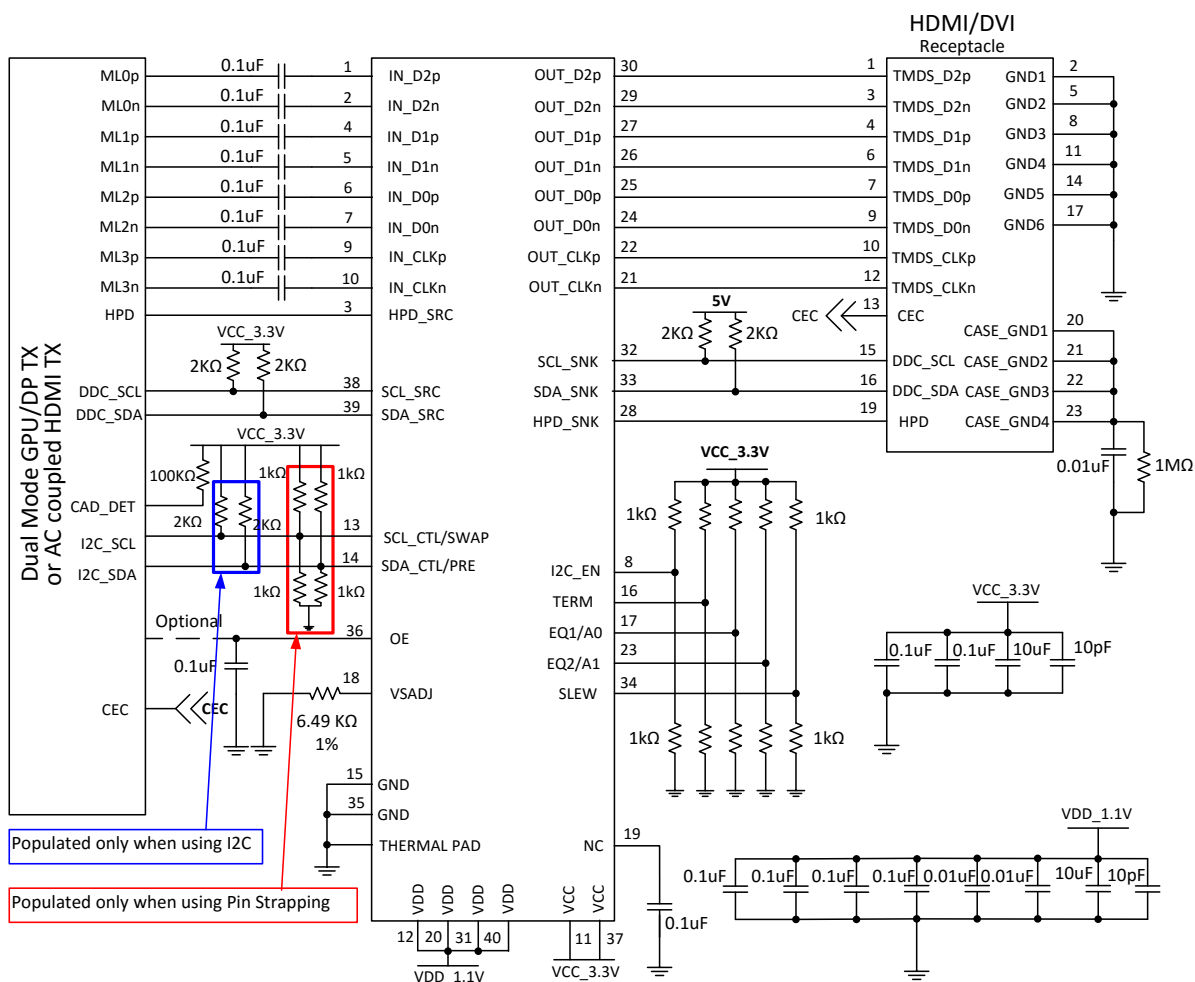 HDMI/DVI
Receptacle
Dual Mode GPU/DP TX
or AC coupled HDMI TX
ML0p 0.1uF 1 IN_D2p OUT_D2p 30 1 TMDS_D2p GND1 2
ML0n 0.1uF 2 IN_D2n OUT_D2n 29 3 TMDS_D2n GND2 5
ML1p 0.1uF 4 IN_D1p OUT_D1p 27 4 TMDS_D1p GND3 8
ML1n 0.1uF 5 IN_D1n OUT_D1n 26 6 TMDS_D1n GND4 11
ML2p 0.1uF 6 IN_D0p OUT_D0p 25 7 TMDS_D0p GND5 14
ML2n 0.1uF 7 IN_D0n OUT_D0n 24 9 TMDS_D0n GND6 17
ML3p 0.1uF 9 IN_CLKp OUT_CLKp 22 10 TMDS_CLKp
ML3n 0.1uF 10 IN_CLKn OUT_CLKn 21 12 TMDS_CLKn
HPD 3 HPD_SRC 5V CEC 13 CEC
VCC_3.3V 2KΩ 2KΩ CASE_GND1 20
2KΩ 2KΩ SCL_SNK 32 15 DDC_SCL CASE_GND2 21
DDC_SCL 38 SCL_SRC SDA_SNK 33 16 DDC_SDA CASE_GND3 22
DDC_SDA 39 SDA_SRC HPD_SNK 28 19 HPD CASE_GND4 23
VCC_3.3V VCC_3.3V
0.01uF 1MΩ
100KΩ 1kΩ 1kΩ
CAD_DET 1kΩ 1kΩ
2KΩ 2KΩ
I2C_SCL 13 SCL_CTL/SWAP
I2C_SDA 14 SDA_CTL/PRE I2C_EN 8
1kΩ 1kΩ TERM 16
VCC_3.3V
Optional EQ1/A0 17
36 OE
0.1uF 0.1uF 10uF 10pF
0.1uF EQ2/A1 23
18 VSADJ SLEW 34
CEC CEC
6.49 KΩ
1%
1kΩ 1kΩ
15 GND
35 GND
THERMAL PAD NC 19
VDD_1.1V
Populated only when using I2C
0.1uF 0.1uF 0.1uF 0.1uF 0.01uF 0.01uF 10uF 10pF
Populated only when using Pin Strapping
VDD VDD VDD VDD VCC VCC
0.1uF
12 20 31 40 11 37
VDD_1.1V VCC_3.3V